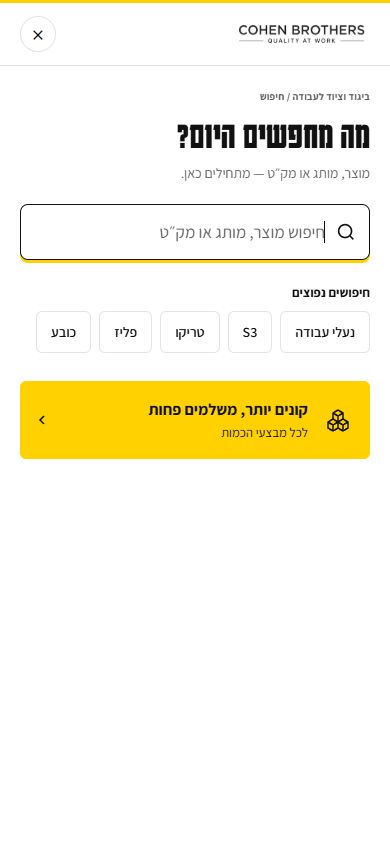 COHEN BROTHERS
QUALITY AT WORK
ביגוד וציוד לעבודה / חיפוש
מה מחפשים היום?
מוצר, מותג או מק״ט — מתחילים כאן.
חיפוש מוצר, מותג או מק״ט
חיפושים נפוצים
נעלי עבודה
S3
טריקו
פליז
כובע
קונים יותר, משלמים פחות
לכל מבצעי הכמות